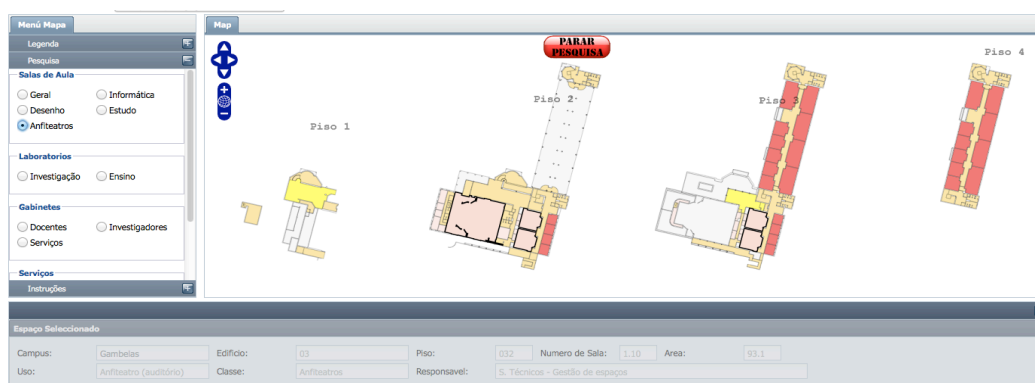 Menú Mapa
Map
Legenda
Pesquisa
Salas de Aula
Geral
Informática
Desenho
Estudo
Anfiteatros
Laboratorios
Investigação
Ensino
Gabinetes
Docentes
Investigadores
Serviços
Serviços
Instruções
PARAR
PESQUISA
Piso 1
Piso 2
Piso 3
Piso 4
Espaço Seleccionado
Campus: Gambelas Edificio: 03 Piso: 032 Numero de Sala: 1.10 Area: 93.1
Uso: Anfiteatro (auditório) Classe: Anfiteatros Responsavel: S. Técnicos - Gestão de espaços